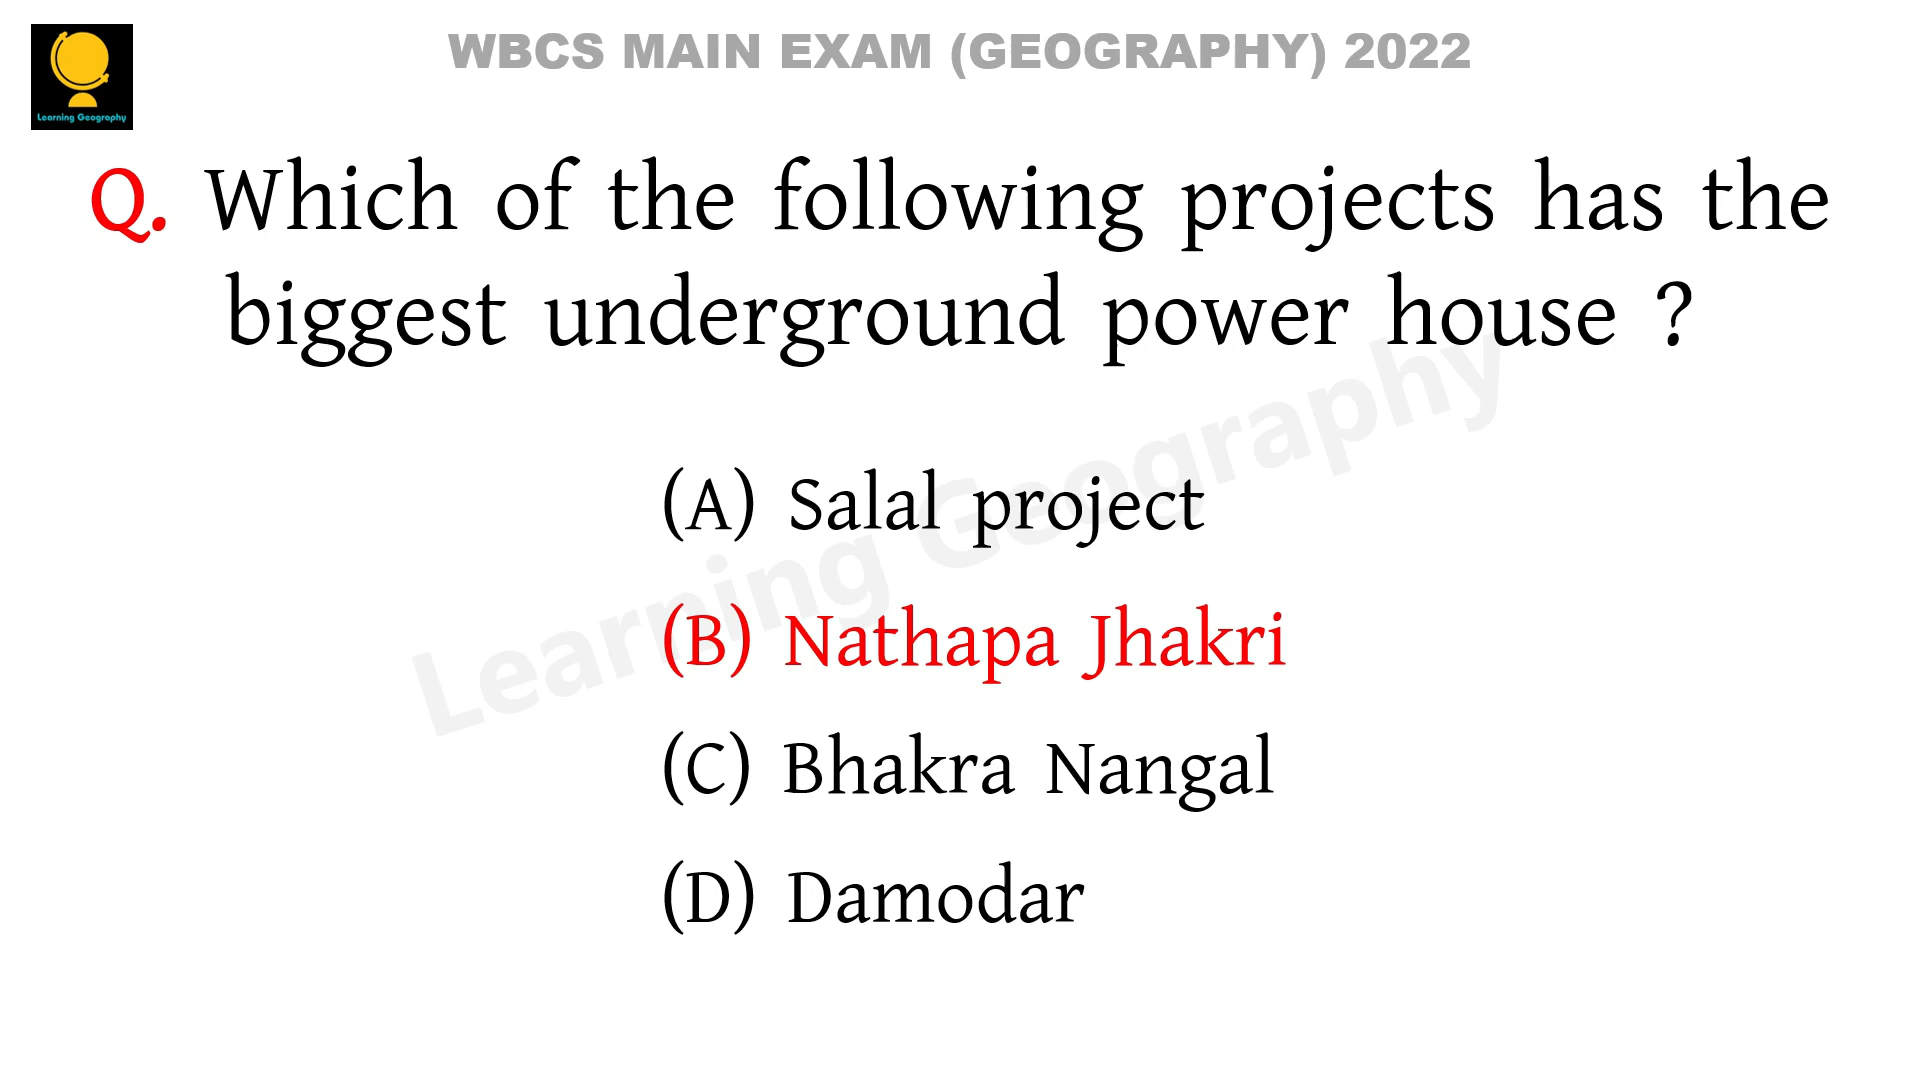 WBCS MAIN EXAM (GEOGRAPHY) 2022
Learning Geography
Q. Which of the following projects has the
biggest underground power house ?
Learning Geography
(A) Salal project
(B) Nathapa Jhakri
(C) Bhakra Nangal
(D) Damodar